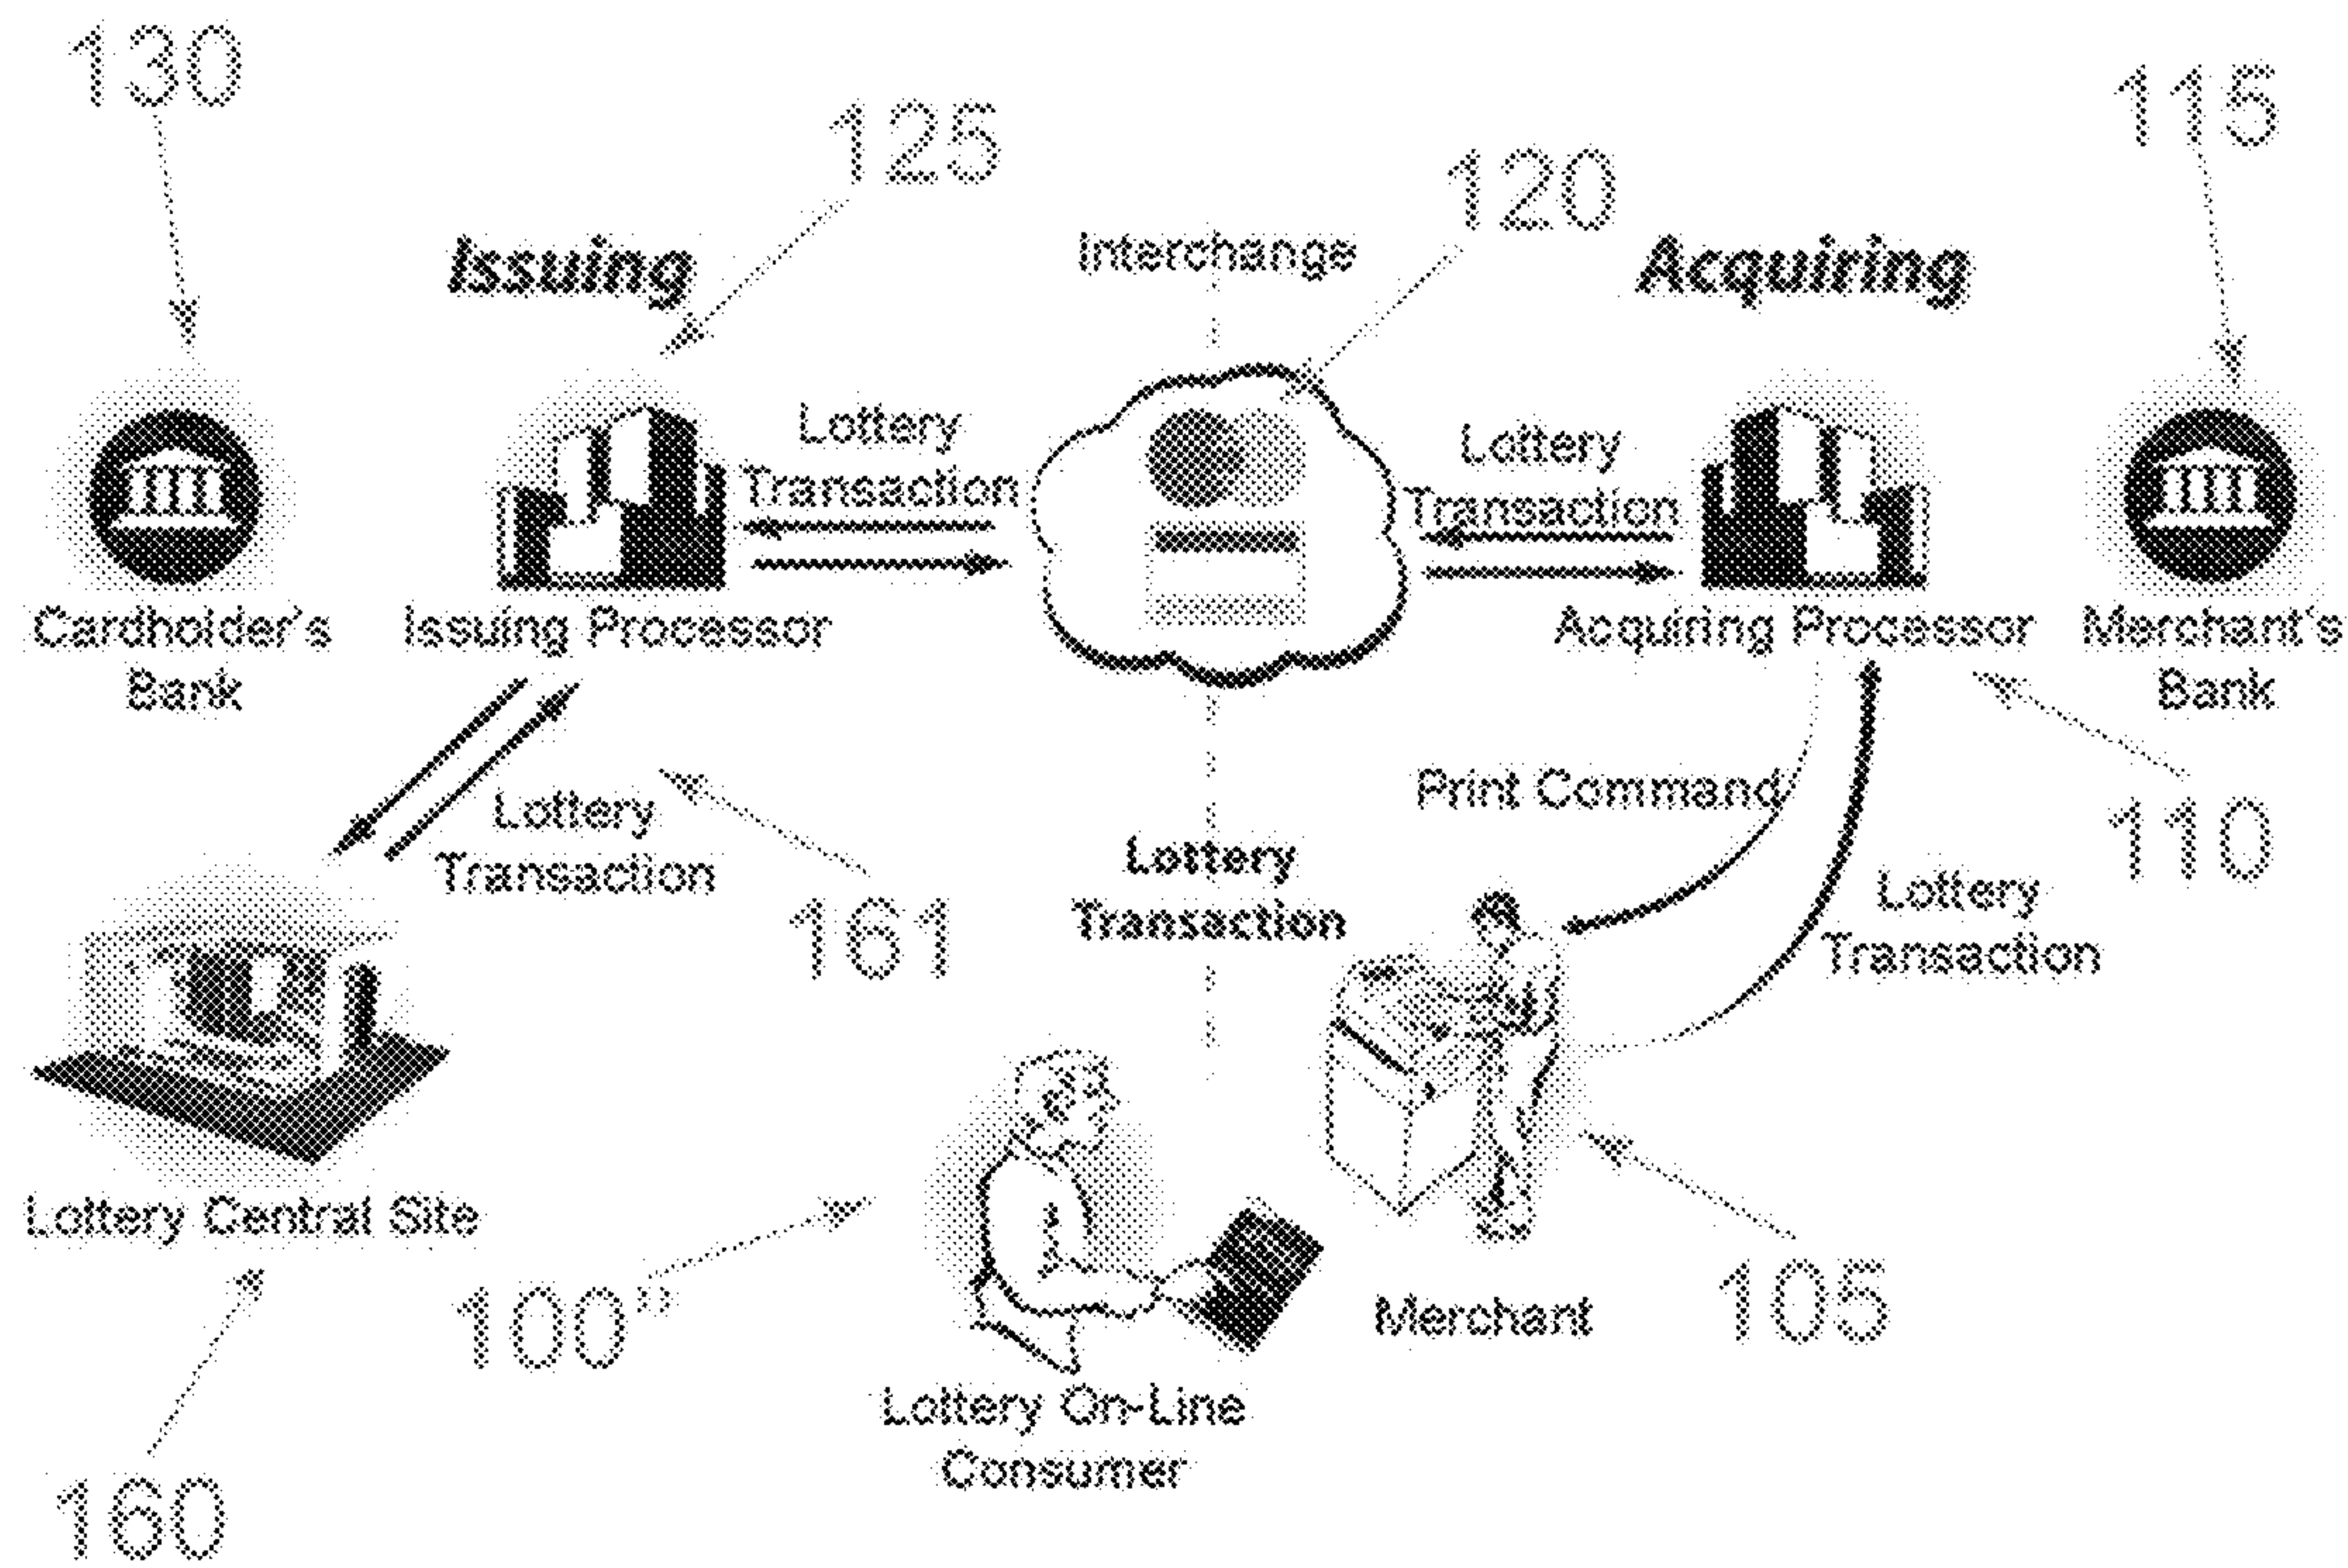 130
125
115
120
Issuing
Interchange
Acquiring
Lottery
Transaction
Lottery
Transaction
Cardholder's
Bank
Issuing Processor
Acquiring Processor
Merchant's
Bank
Print Command
110
Lottery
Transaction
161
Lottery
Transaction
Lottery
Transaction
Lottery Central Site
100"
Merchant
105
Lottery On-Line
Consumer
160